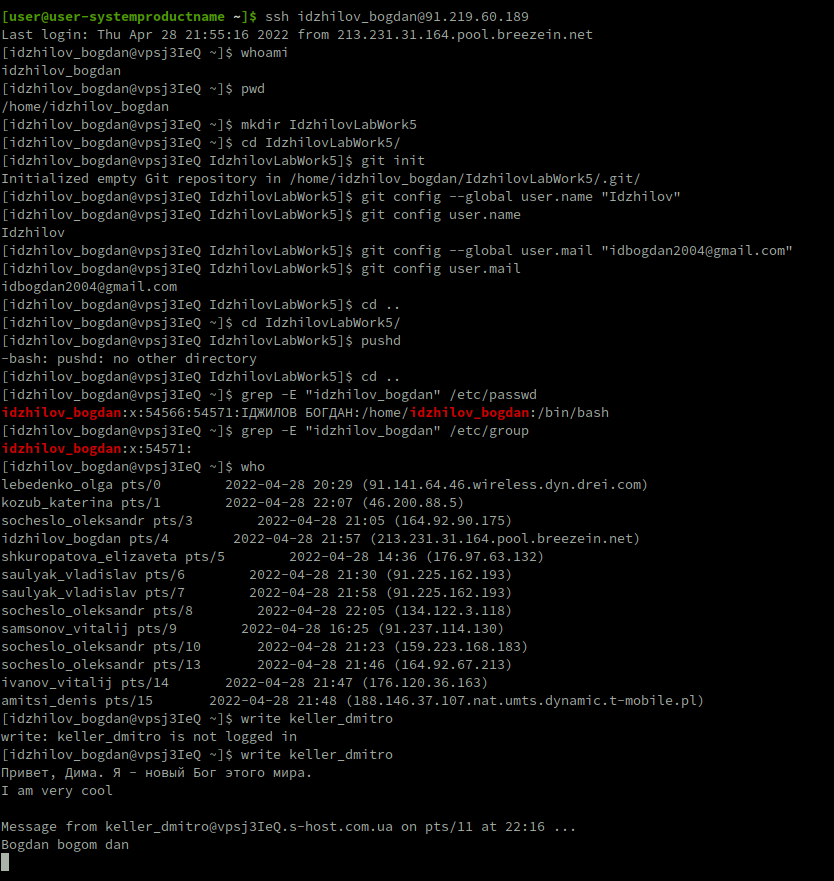 [user@user-systemproductname ~]$ ssh idzhilov_bogdan@91.219.60.189
Last login: Thu Apr 28 21:55:16 2022 from 213.231.31.164.pool.breezein.net
[idzhilov_bogdan@vpsj3IeQ ~]$ whoami
idzhilov_bogdan
[idzhilov_bogdan@vpsj3IeQ ~]$ pwd
/home/idzhilov_bogdan
[idzhilov_bogdan@vpsj3IeQ ~]$ mkdir IdzhilovLabWork5
[idzhilov_bogdan@vpsj3IeQ ~]$ cd IdzhilovLabWork5/
[idzhilov_bogdan@vpsj3IeQ IdzhilovLabWork5]$ git init
Initialized empty Git repository in /home/idzhilov_bogdan/IdzhilovLabWork5/.git/
[idzhilov_bogdan@vpsj3IeQ IdzhilovLabWork5]$ git config --global user.name "Idzhilov"
[idzhilov_bogdan@vpsj3IeQ IdzhilovLabWork5]$ git config user.name
Idzhilov
[idzhilov_bogdan@vpsj3IeQ IdzhilovLabWork5]$ git config --global user.mail "idbogdan2004@gmail.com"
[idzhilov_bogdan@vpsj3IeQ IdzhilovLabWork5]$ git config user.mail
idbogdan2004@gmail.com
[idzhilov_bogdan@vpsj3IeQ IdzhilovLabWork5]$ cd ..
[idzhilov_bogdan@vpsj3IeQ ~]$ cd IdzhilovLabWork5/
[idzhilov_bogdan@vpsj3IeQ IdzhilovLabWork5]$ pushd
-bash: pushd: no other directory
[idzhilov_bogdan@vpsj3IeQ IdzhilovLabWork5]$ cd ..
[idzhilov_bogdan@vpsj3IeQ ~]$ grep -E "idzhilov_bogdan" /etc/passwd
idzhilov_bogdan:x:54566:54571:ІДЖИЛОВ БОГДАН:/home/idzhilov_bogdan:/bin/bash
[idzhilov_bogdan@vpsj3IeQ ~]$ grep -E "idzhilov_bogdan" /etc/group
idzhilov_bogdan:x:54571:
[idzhilov_bogdan@vpsj3IeQ ~]$ who
lebedenko_olga pts/0        2022-04-28 20:29 (91.141.64.46.wireless.dyn.drei.com)
kozub_katerina pts/1        2022-04-28 22:07 (46.200.88.5)
socheslo_oleksandr pts/3        2022-04-28 21:05 (164.92.90.175)
idzhilov_bogdan pts/4        2022-04-28 21:57 (213.231.31.164.pool.breezein.net)
shkuropatova_elizaveta pts/5        2022-04-28 14:36 (176.97.63.132)
saulyak_vladislav pts/6        2022-04-28 21:30 (91.225.162.193)
saulyak_vladislav pts/7        2022-04-28 21:58 (91.225.162.193)
socheslo_oleksandr pts/8        2022-04-28 22:05 (134.122.3.118)
samsonov_vitalij pts/9        2022-04-28 16:25 (91.237.114.130)
socheslo_oleksandr pts/10       2022-04-28 21:23 (159.223.168.183)
socheslo_oleksandr pts/13       2022-04-28 21:46 (164.92.67.213)
ivanov_vitalij pts/14       2022-04-28 21:47 (176.120.36.163)
amitsi_denis pts/15       2022-04-28 21:48 (188.146.37.107.nat.umts.dynamic.t-mobile.pl)
[idzhilov_bogdan@vpsj3IeQ ~]$ write keller_dmitro
write: keller_dmitro is not logged in
[idzhilov_bogdan@vpsj3IeQ ~]$ write keller_dmitro
Привет, Дима. Я - новый Бог этого мира.
I am very cool
Message from keller_dmitro@vpsj3IeQ.s-host.com.ua on pts/11 at 22:16 ...
Bogdan bogom dan